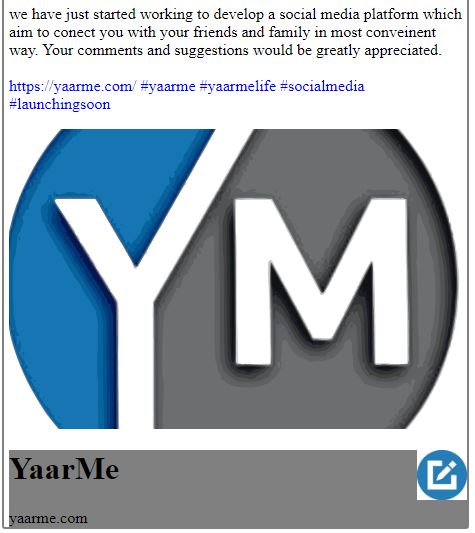 we have just started working to develop a social media platform which
aim to conect you with your friends and family in most conveinent
way. Your comments and suggestions would be greatly appreciated.
https://yaarme.com/ #yaarme #yaarmelife #socialmedia
#launchingsoon
YM
YaarMe
yaarme.com